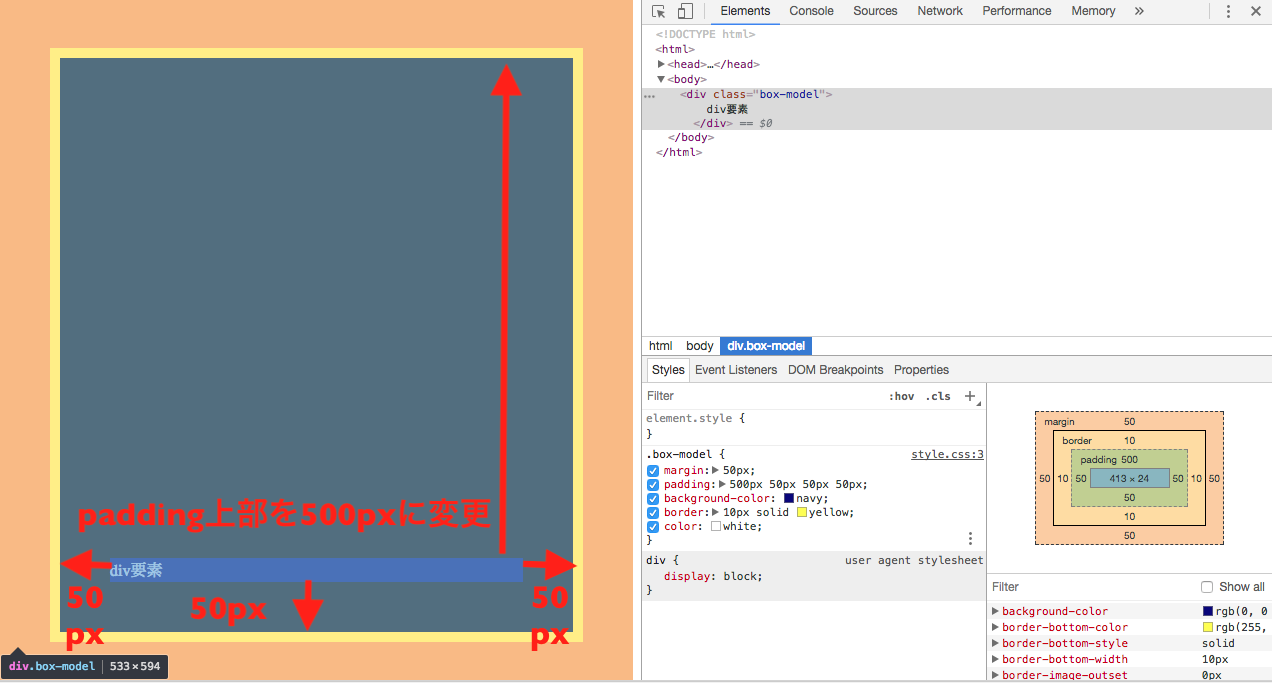 padding上部を500pxに変更
div要素
50
px
50px
50
px
div.box-model 533×594
Elements Console Sources Network Performance Memory »
<!DOCTYPE html>
<html>
▶<head>…</head>
▼<body>
… <div class="box-model">
div要素
</div> == $0
</body>
</html>
html body div.box-model
Styles Event Listeners DOM Breakpoints Properties
Filter :hov .cls +
element.style {
}
.box-model { style.css:3
margin:▶50px;
padding:▶500px 50px 50px 50px;
background-color: navy;
border:▶10px solid yellow;
color: white;
}
div { user agent stylesheet
display: block;
}
margin 50
border 10
padding 500
50 10 50 413 × 24 50 10 50
50
10
50
Filter Show all
▶background-color rgb(0, 0
▶border-bottom-color rgb(255,
▶border-bottom-style solid
▶border-bottom-width 10px
▶border-image-outset 0px